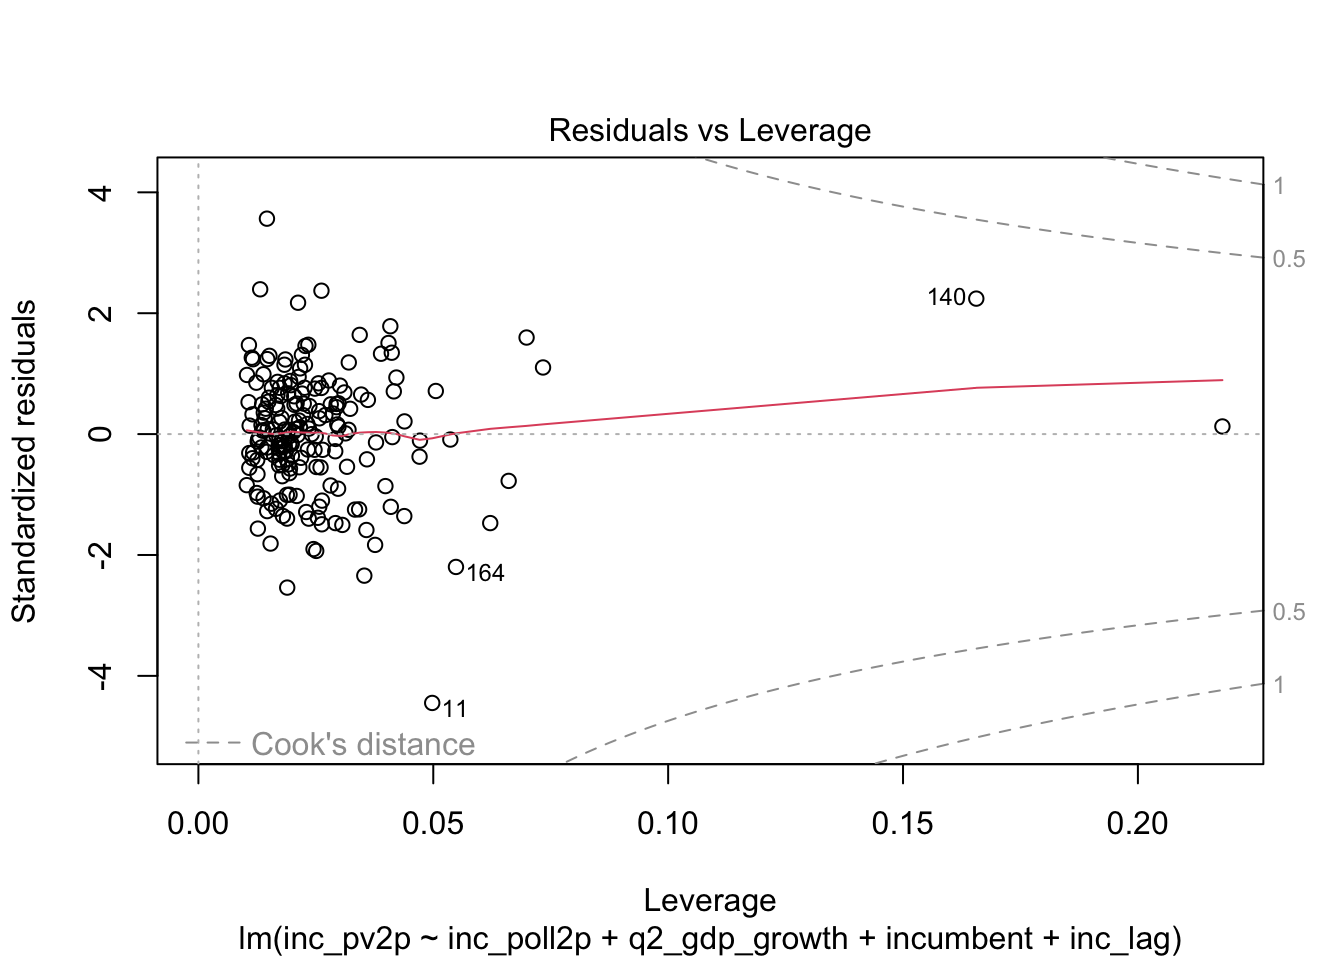 Residuals vs Leverage
Standardized residuals
4
2
0
-2
-4
1
0.5
0.5
1
140
164
11
Cook's distance
0.00 0.05 0.10 0.15 0.20
Leverage
lm(inc_pv2p ~ inc_poll2p + q2_gdp_growth + incumbent + inc_lag)